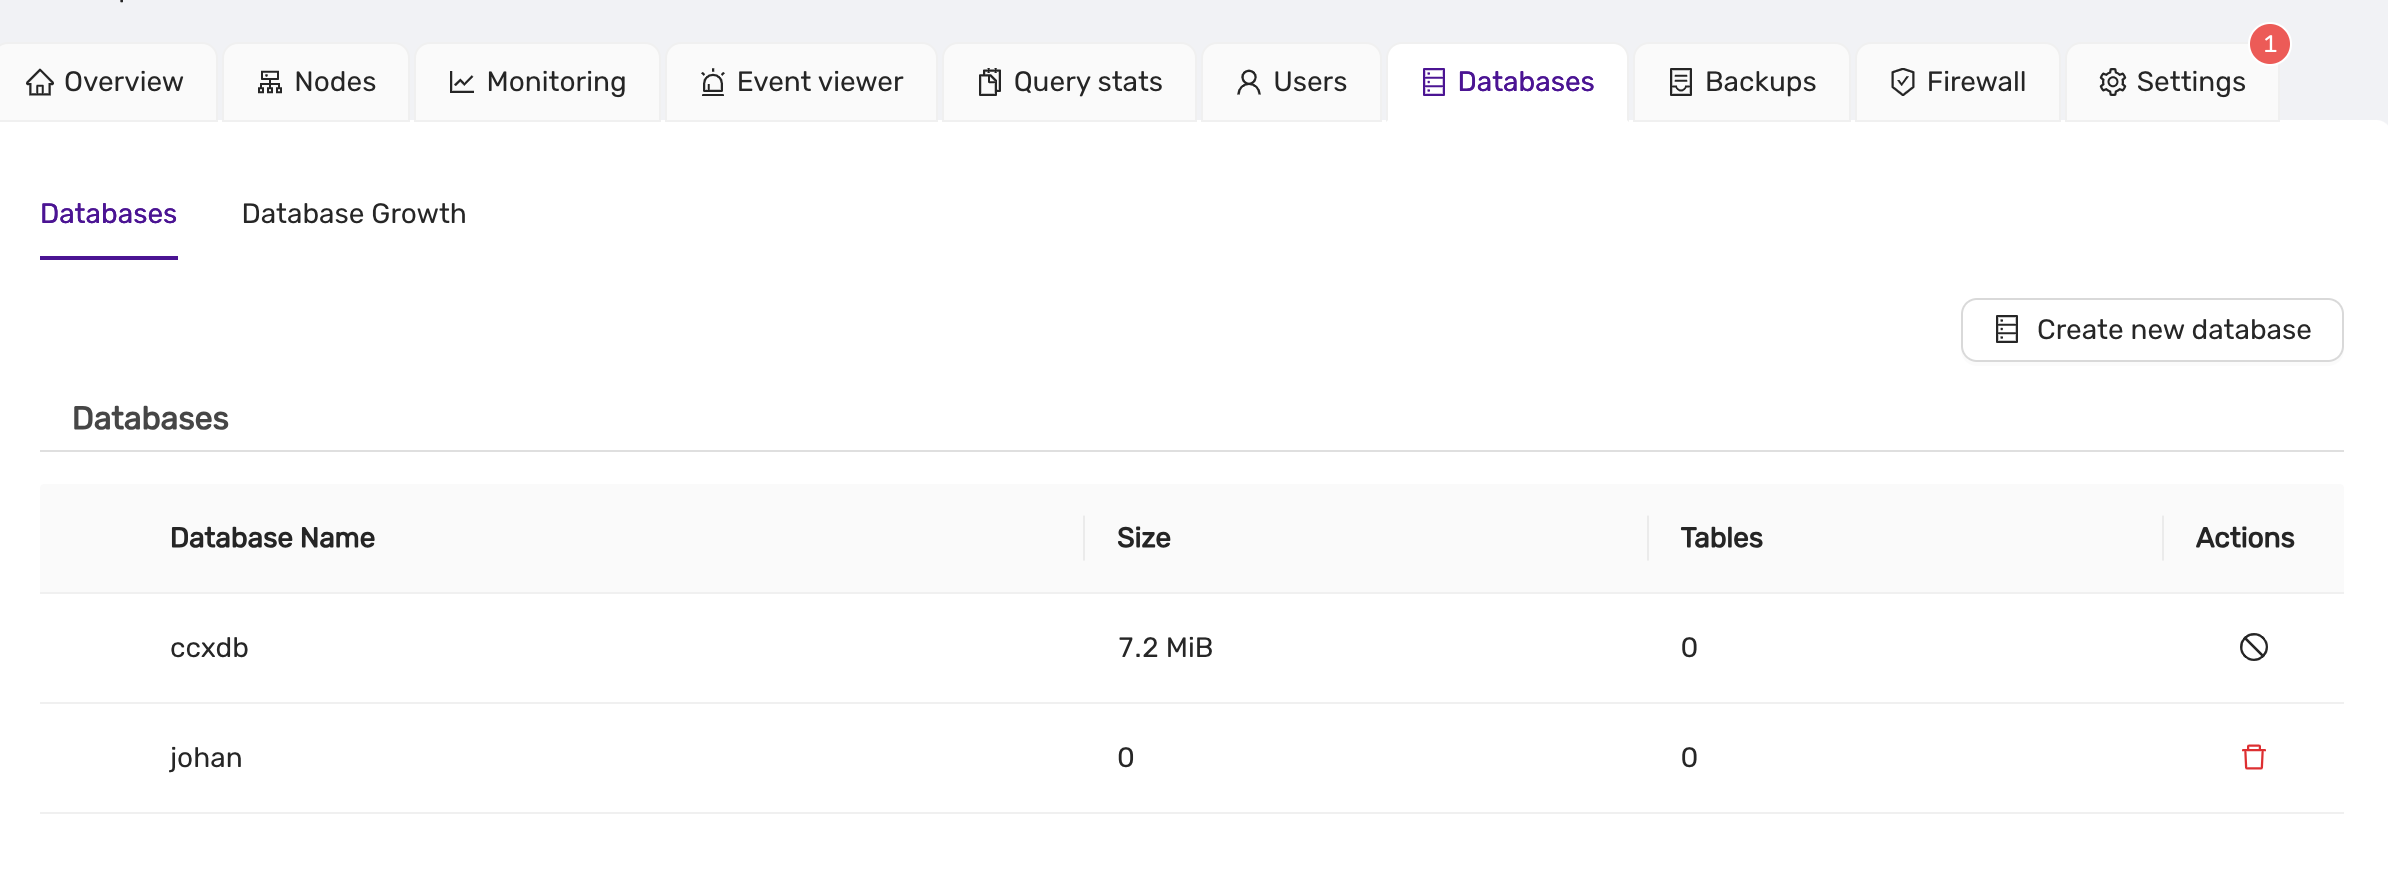 1
Overview Nodes Monitoring Event viewer Query stats Users Databases Backups Firewall Settings
Databases Database Growth
Create new database
Databases
Database Name Size Tables Actions
ccxdb 7.2 MiB 0
johan 0 0